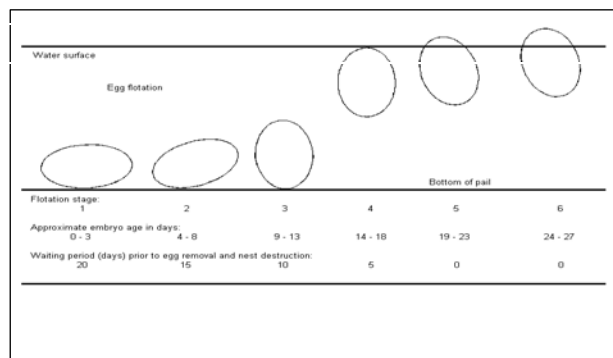 Water surface
Egg flotation
Bottom of pail
Flotation stage:
1 2 3 4 5 6
Approximate embryo age in days:
0 - 3 4 - 8 9 - 13 14 - 18 19 - 23 24 - 27
Waiting period (days) prior to egg removal and nest destruction:
20 15 10 5 0 0